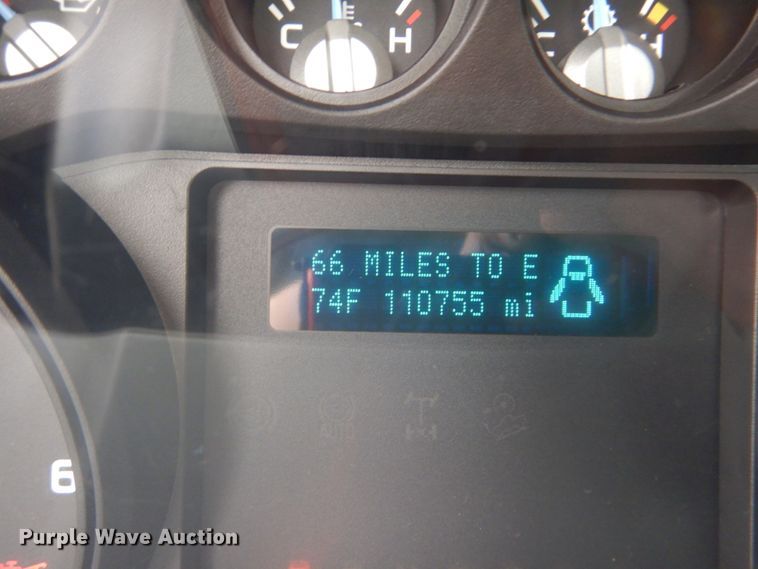 C H
C H
66 MILES TO E
74F 110755 mi
6
Purple Wave Auction